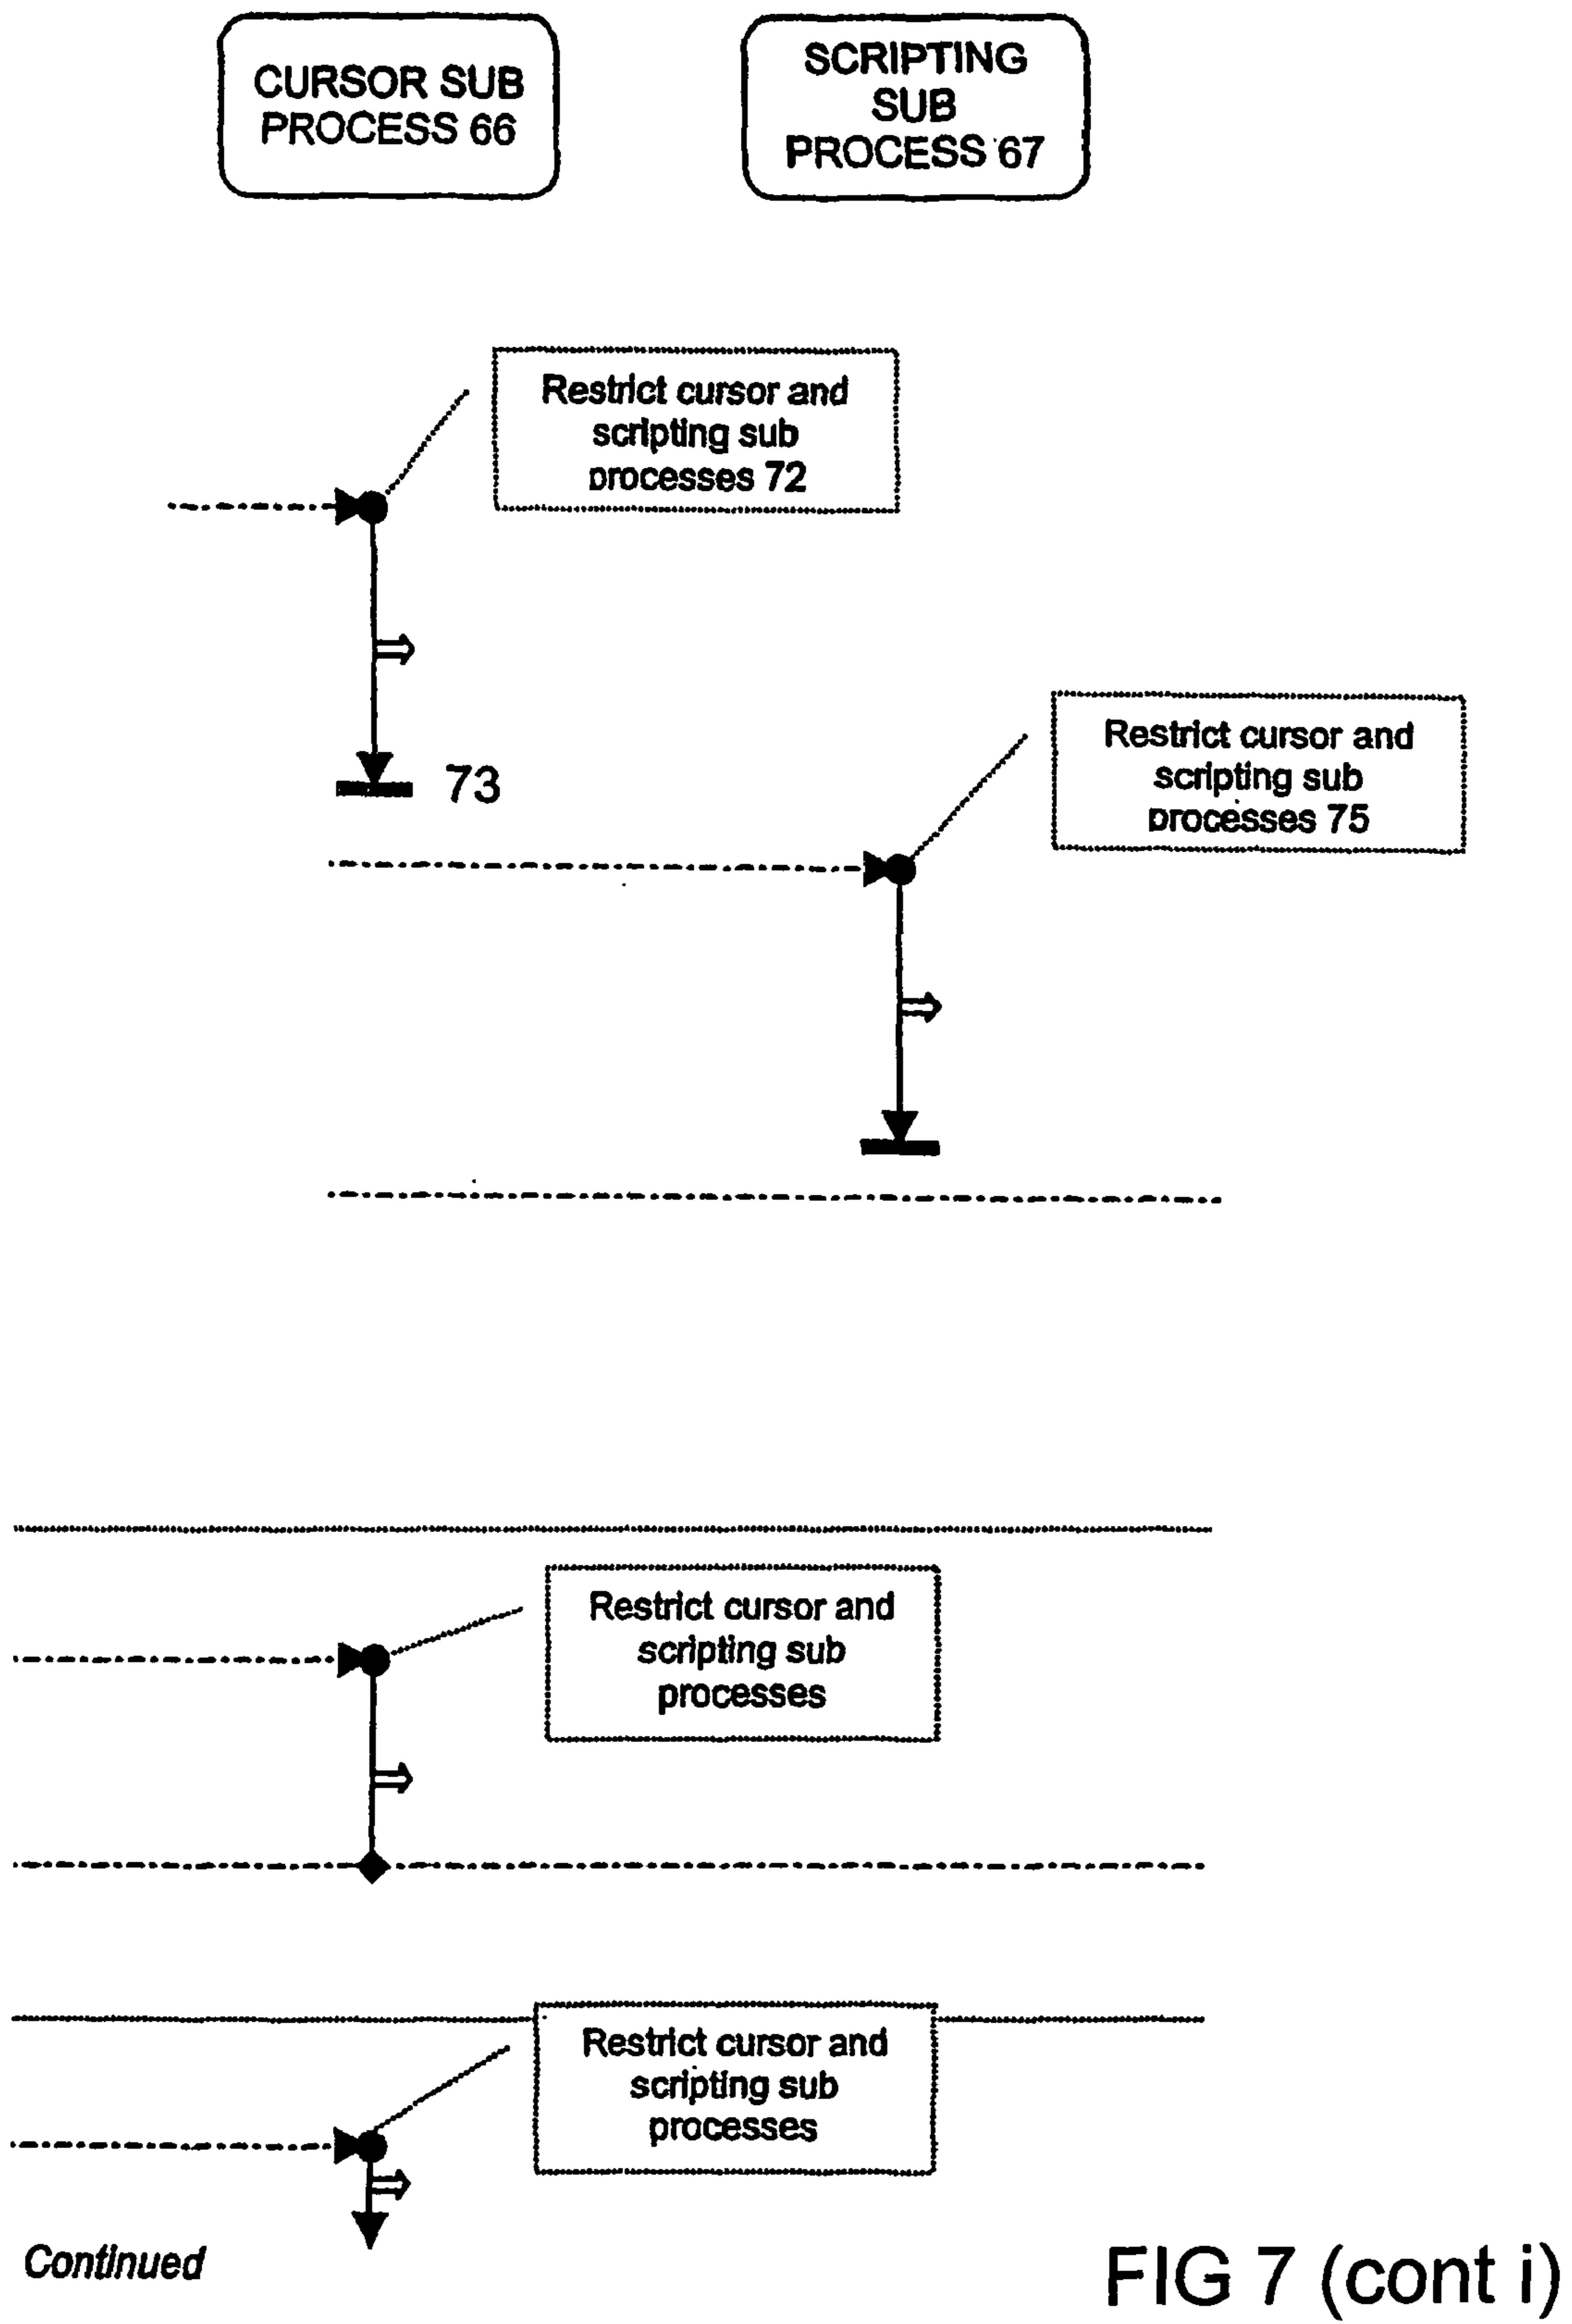 CURSOR SUB
PROCESS 66
SCRIPTING
SUB
PROCESS 67
Restrict cursor and
scripting sub
processes 72
73
Restrict cursor and
scripting sub
processes 75
Restrict cursor and
scripting sub
processes
Restrict cursor and
scripting sub
processes
Continued
FIG 7 (cont i)